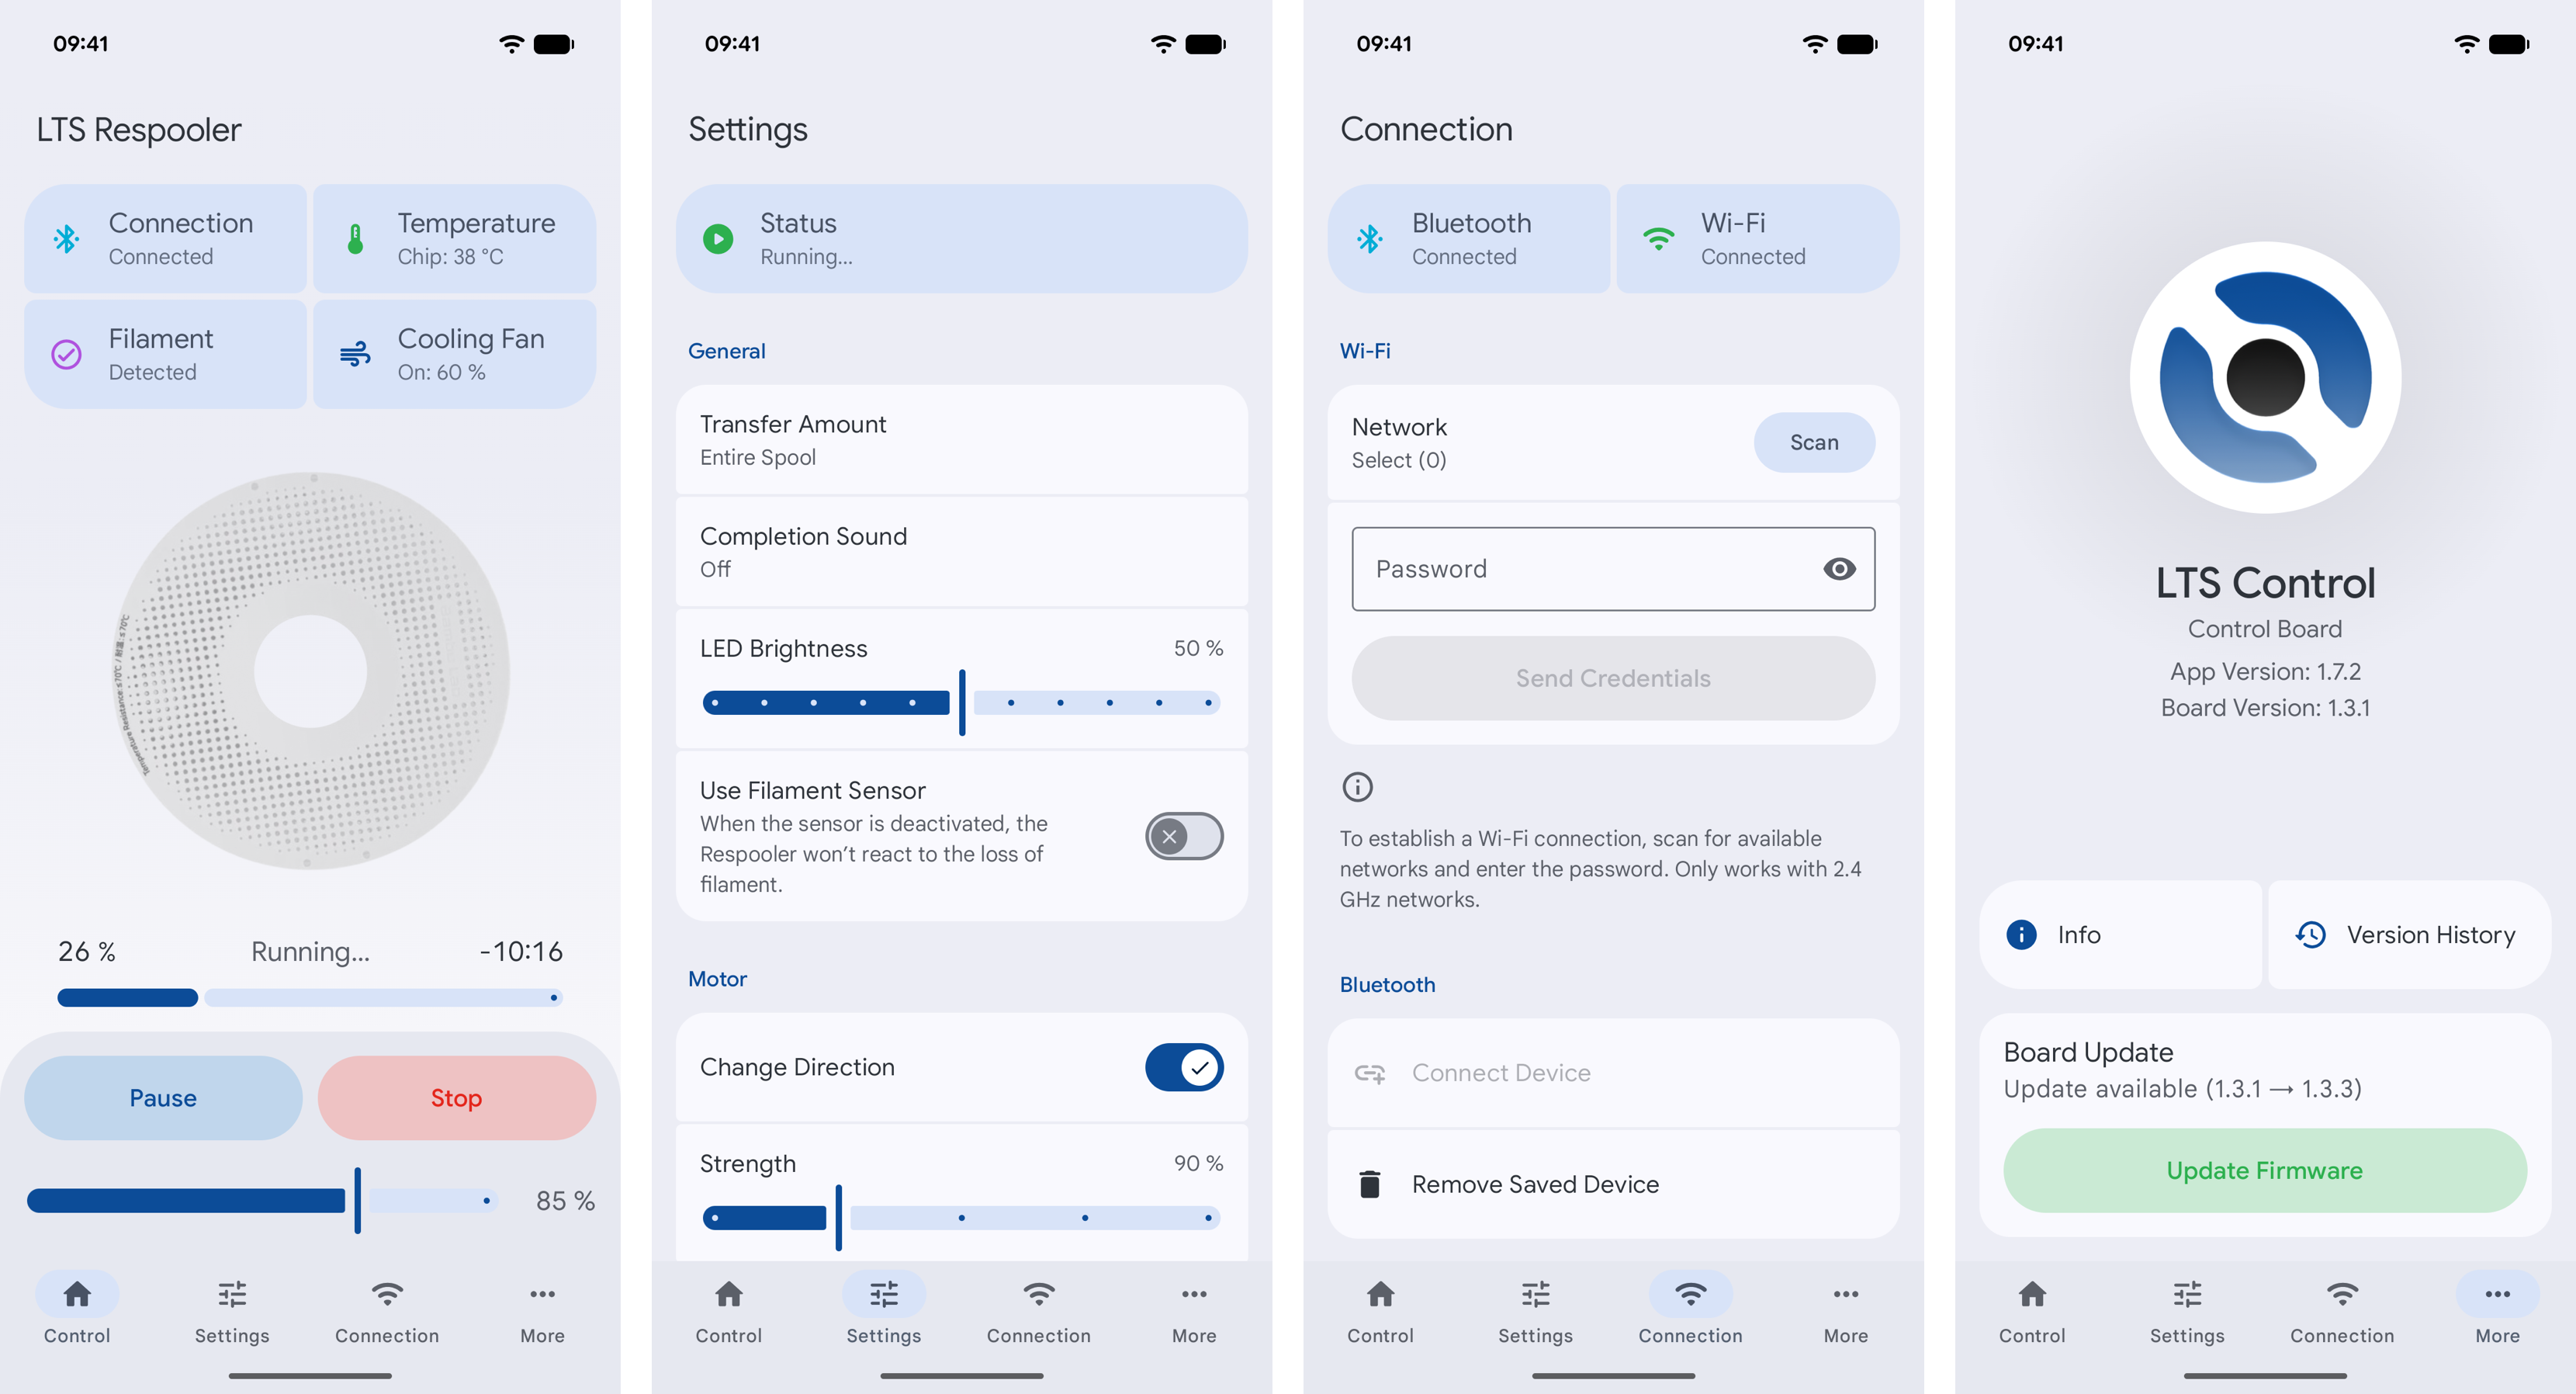 09:41
LTS Respooler
Connection
Connected
Temperature
Chip: 38 °C
Filament
Detected
Cooling Fan
On: 60 %
26 %
Running...
-10:16
Pause
Stop
85 %
Control
Settings
Connection
More
09:41
Settings
Status
Running...
General
Transfer Amount
Entire Spool
Completion Sound
Off
LED Brightness
50 %
Use Filament Sensor
When the sensor is deactivated, the
Respooler won’t react to the loss of
filament.
Motor
Change Direction
Strength
90 %
Control
Settings
Connection
More
09:41
Connection
Bluetooth
Connected
Wi-Fi
Connected
Wi-Fi
Network
Select (0)
Scan
Password
Send Credentials
To establish a Wi-Fi connection, scan for available
networks and enter the password. Only works with 2.4
GHz networks.
Bluetooth
Connect Device
Remove Saved Device
Control
Settings
Connection
More
09:41
LTS Control
Control Board
App Version: 1.7.2
Board Version: 1.3.1
Info
Version History
Board Update
Update available (1.3.1 → 1.3.3)
Update Firmware
Control
Settings
Connection
More